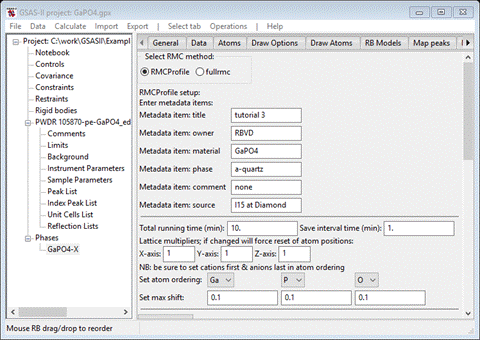 GSAS-II project: GaPO4.gpx
File Data Calculate Import Export | Select tab Operations | Help
Project: C:\work\GSASII\Exampl
Notebook
Controls
Covariance
Constraints
Restraints
Rigid bodies
PWDR 105870-pe-GaPO4_ed
Comments
Limits
Background
Instrument Parameters
Sample Parameters
Peak List
Index Peak List
Unit Cells List
Reflection Lists
Phases
GaPO4-X
General Data Atoms Draw Options Draw Atoms RB Models Map peaks
Select RMC method:
RMCProfile fullrmc
RMCProfile setup:
Enter metadata items:
Metadata item: title tutorial 3
Metadata item: owner RBVD
Metadata item: material GaPO4
Metadata item: phase a-quartz
Metadata item: comment none
Metadata item: source I15 at Diamond
Total running time (min): 10. Save interval time (min): 1.
Lattice multipliers; if changed will force reset of atom positions:
X-axis: 1 Y-axis: 1 Z-axis: 1
NB: be sure to set cations first & anions last in atom ordering
Set atom ordering: Ga P O
Set max shift: 0.1 0.1 0.1
Mouse RB drag/drop to reorder